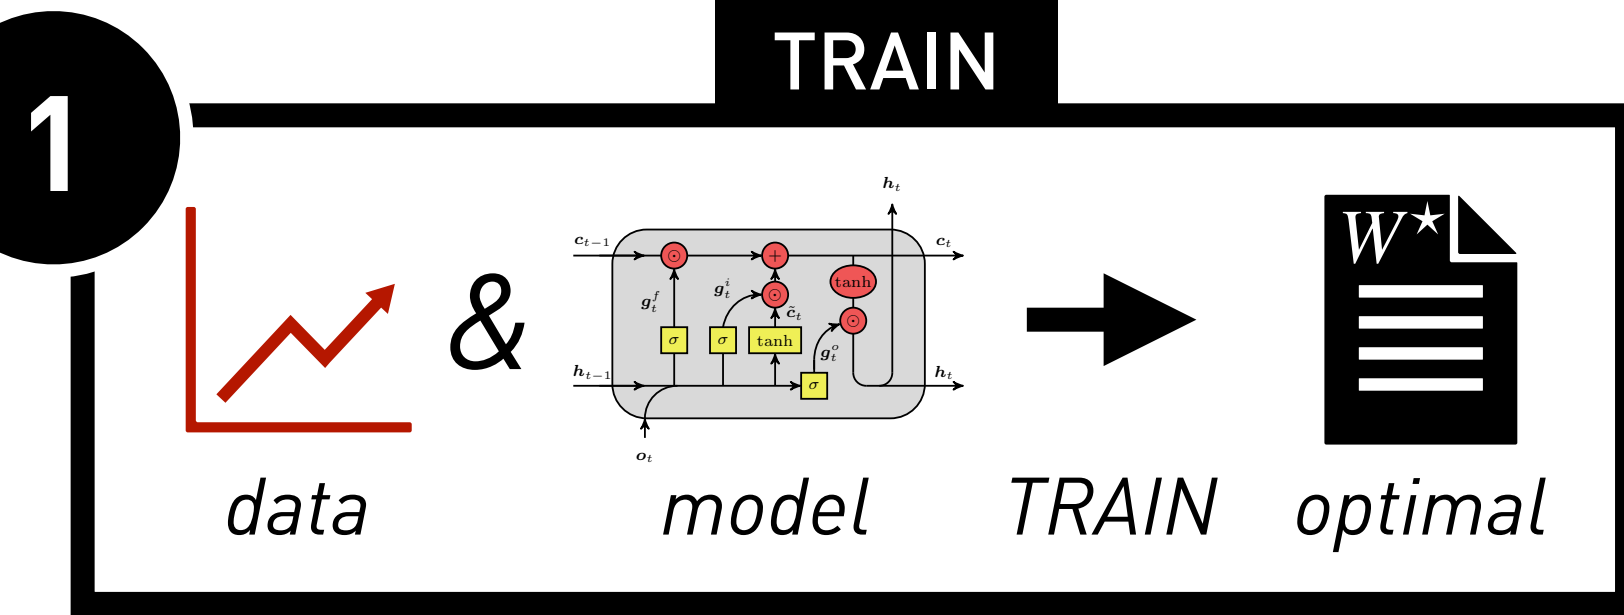 1
TRAIN
&
h_t
c_{t-1}
⊙
+
c_t
g_t^f
g_t^i
⊙
tanh
c̃_t
⊙
σ
σ
tanh
g_t^o
h_{t-1}
σ
h_t
o_t
W★
data
model
TRAIN
optimal